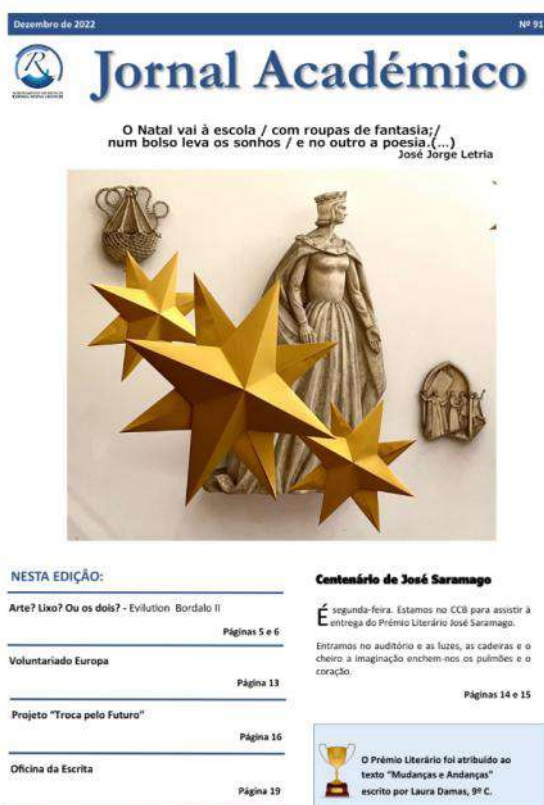 Dezembro de 2022
Nº 91
Jornal Académico
O Natal vai à escola / com roupas de fantasia;/
num bolso leva os sonhos / e no outro a poesia.(...)
José Jorge Letria
NESTA EDIÇÃO:
Arte? Lixo? Ou os dois? - Evilution Bordalo II
Páginas 5 e 6
Voluntariado Europa
Página 13
Projeto "Troca pelo Futuro"
Página 16
Oficina da Escrita
Página 19
Centenário de José Saramago
É segunda-feira. Estamos no CCB para assistir à
entrega do Prémio Literário José Saramago.
Entramos no auditório e as luzes, as cadeiras e o
cheiro a imaginação enchem-nos os pulmões e o
coração.
Páginas 14 e 15
O Prémio Literário foi atribuído ao
texto "Mudanças e Andanças"
escrito por Laura Damas, 9º C.